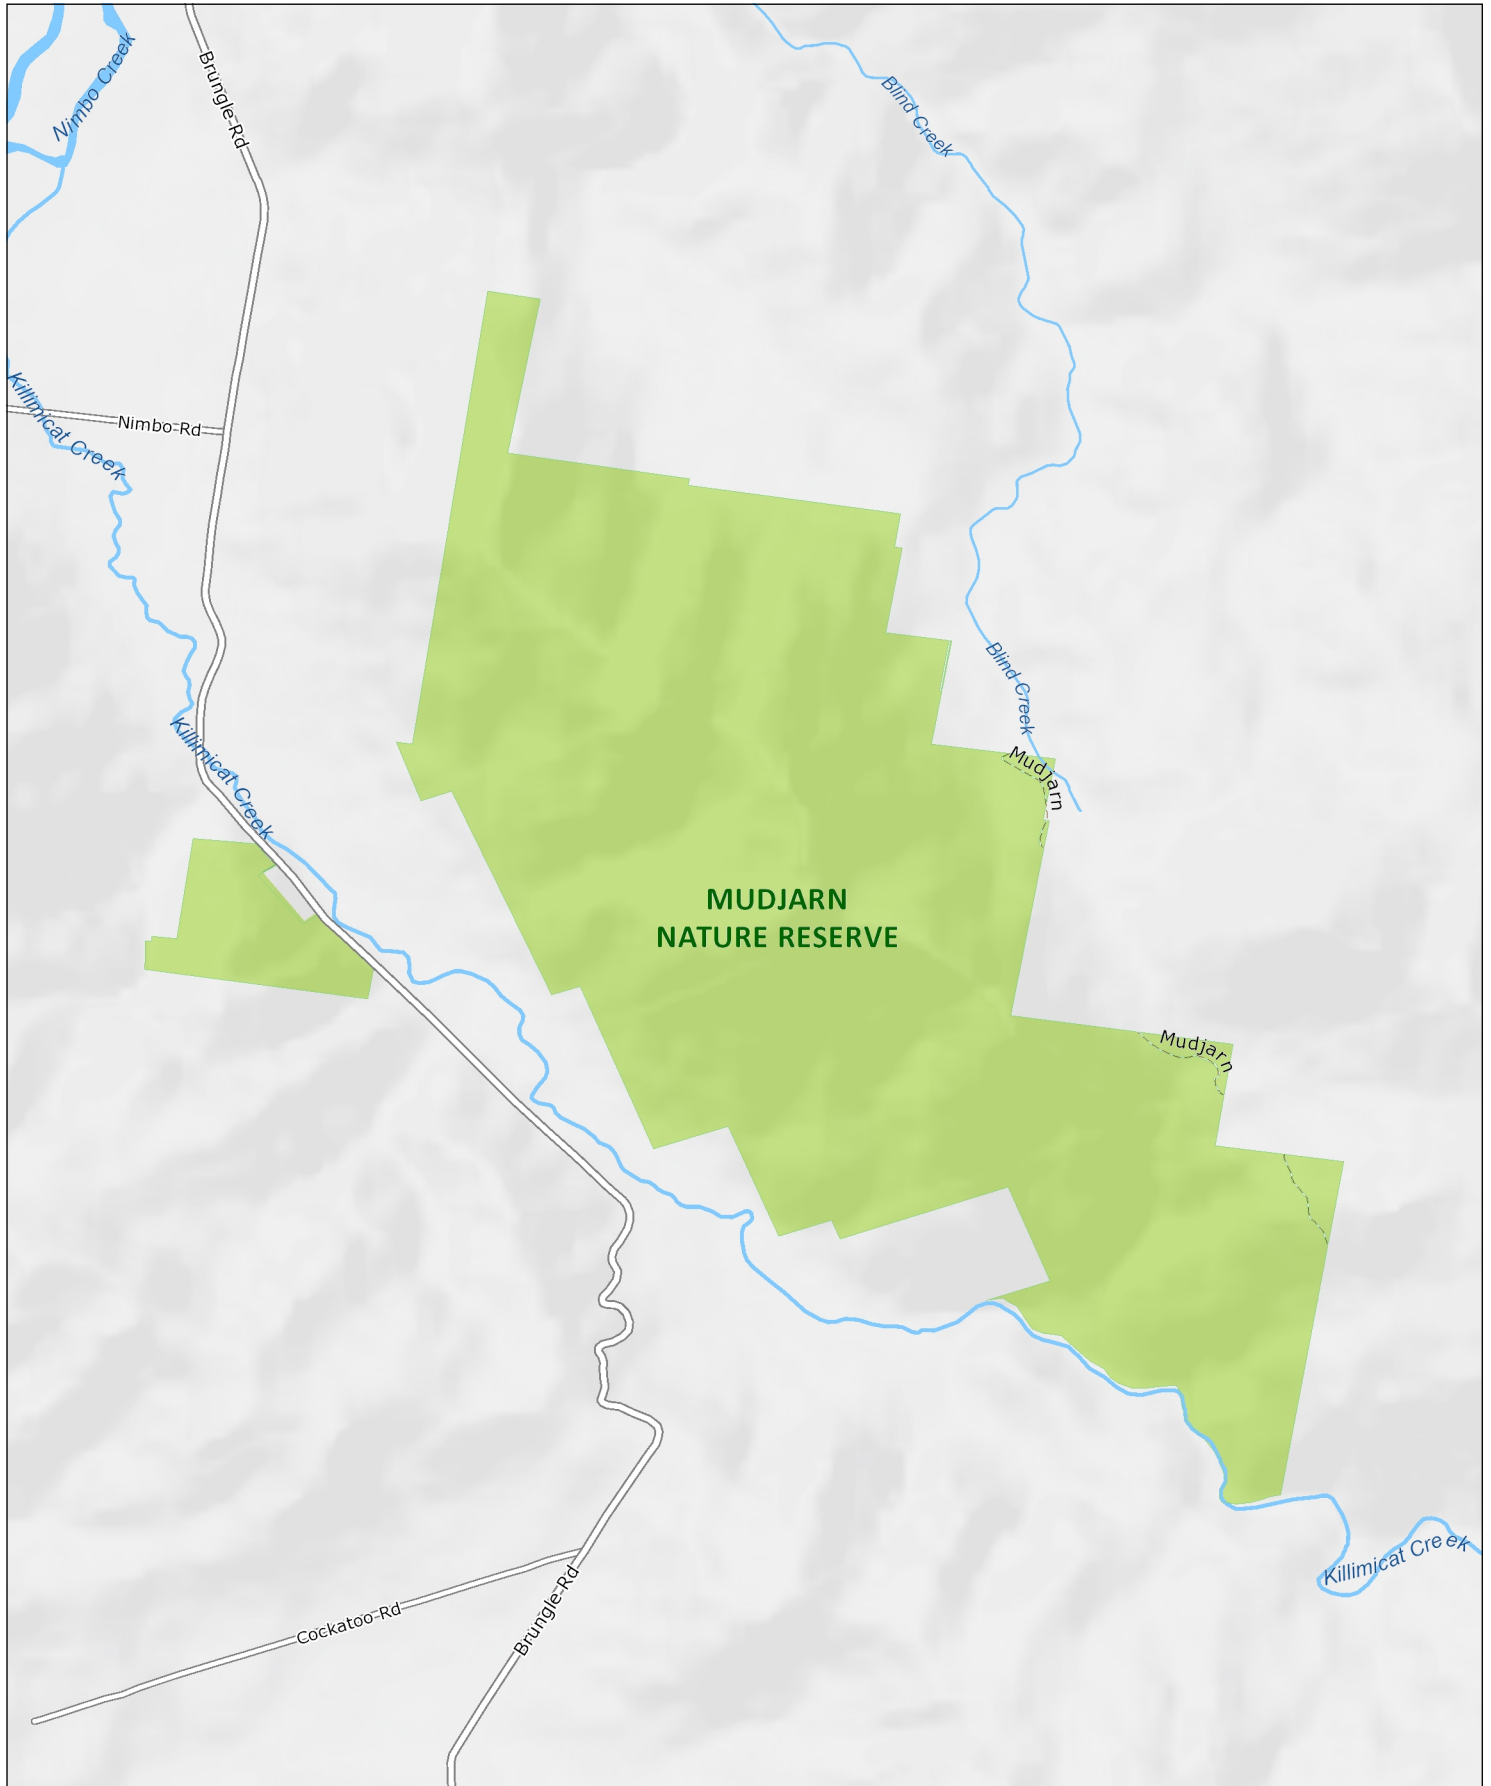 Nimbo Creek
Brungle Rd
Blind Creek
Killimicat Creek
Nimbo Rd
Blind Creek
Killimicat Creek
Mudjarn
MUDJARN
NATURE RESERVE
Mudjarn
Killimicat Creek
Cockatoo Rd
Brungle Rd